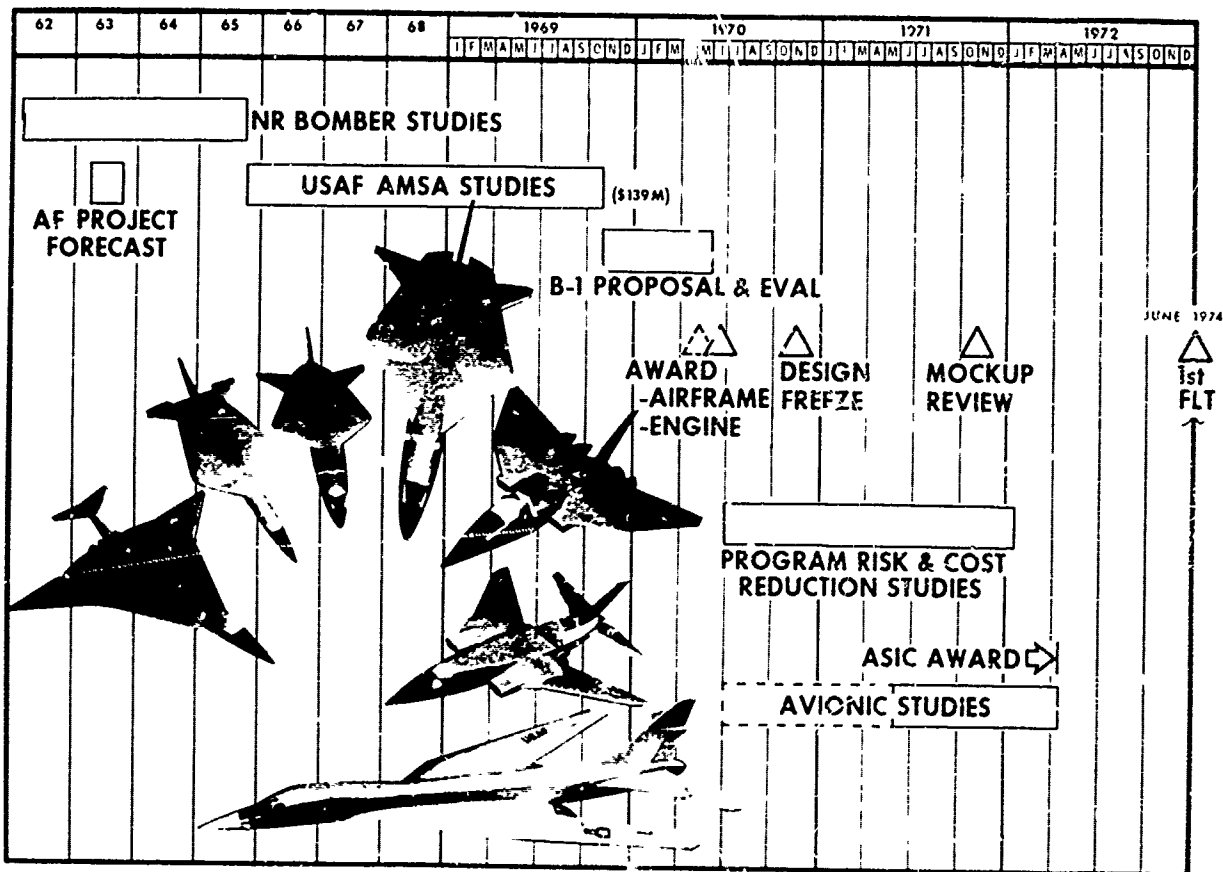 62 63 64 65 66 67 68 1969 1970 1971 1972
J F M A M J J A S O N D J F M M J J A S O N D J M A M J J A S O N D J F M A M J J A S O N D
NR BOMBER STUDIES
USAF AMSA STUDIES ($139M)
AF PROJECT
FORECAST
B-1 PROPOSAL & EVAL
JUNE 1974
AWARD
-AIRFRAME
-ENGINE
DESIGN
FREEZE
MOCKUP
REVIEW
1st
FLT
PROGRAM RISK & COST
REDUCTION STUDIES
ASIC AWARD
AVIONIC STUDIES
USAF